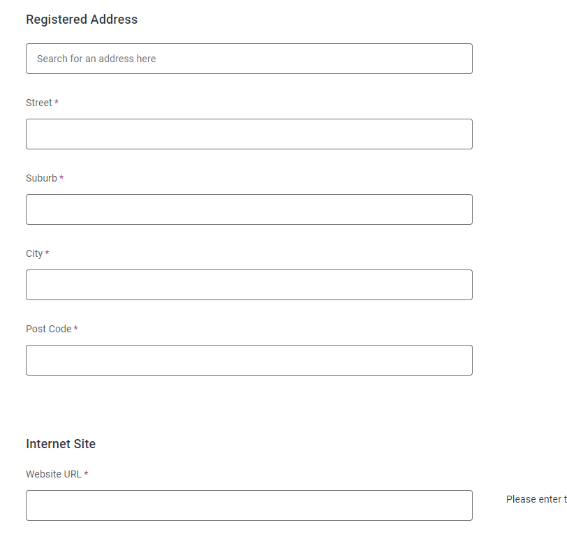 Registered Address
Search for an address here
Street *
Suburb *
City *
Post Code *
Internet Site
Website URL *
Please enter t